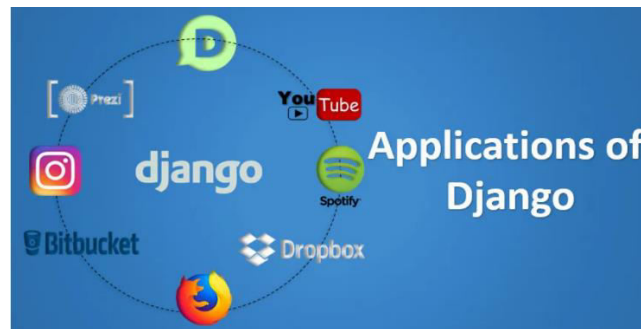 D
Prezi
You Tube
django
Spotify
Bitbucket
Dropbox
Applications of
Django